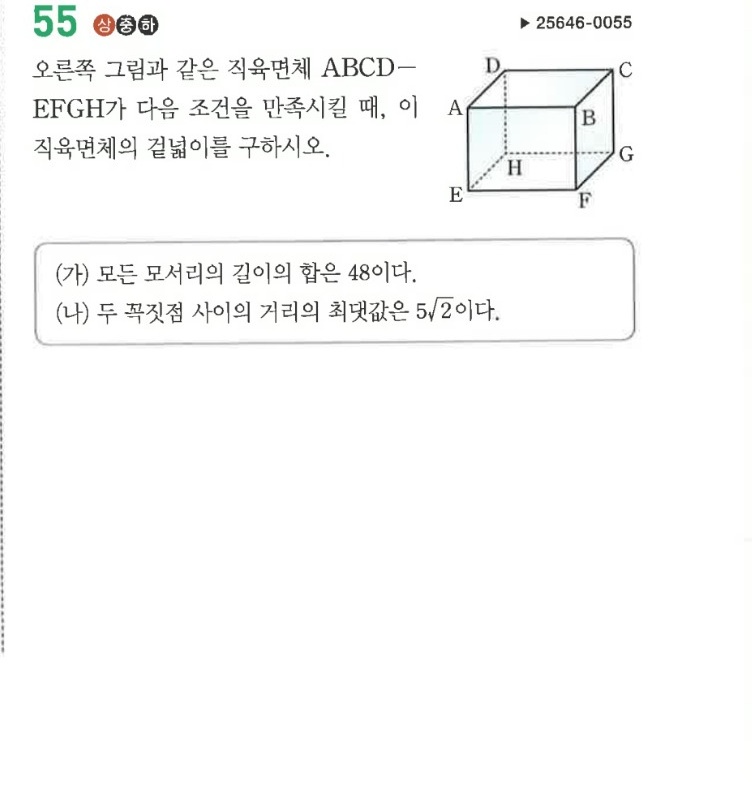 55 상 중 하
▶ 25646-0055
오른쪽 그림과 같은 직육면체 ABCD-
EFGH가 다음 조건을 만족시킬 때, 이
직육면체의 겉넓이를 구하시오.
D
C
A
B
H
G
E
F
(가) 모든 모서리의 길이의 합은 48이다.
(나) 두 꼭짓점 사이의 거리의 최댓값은 5√2이다.